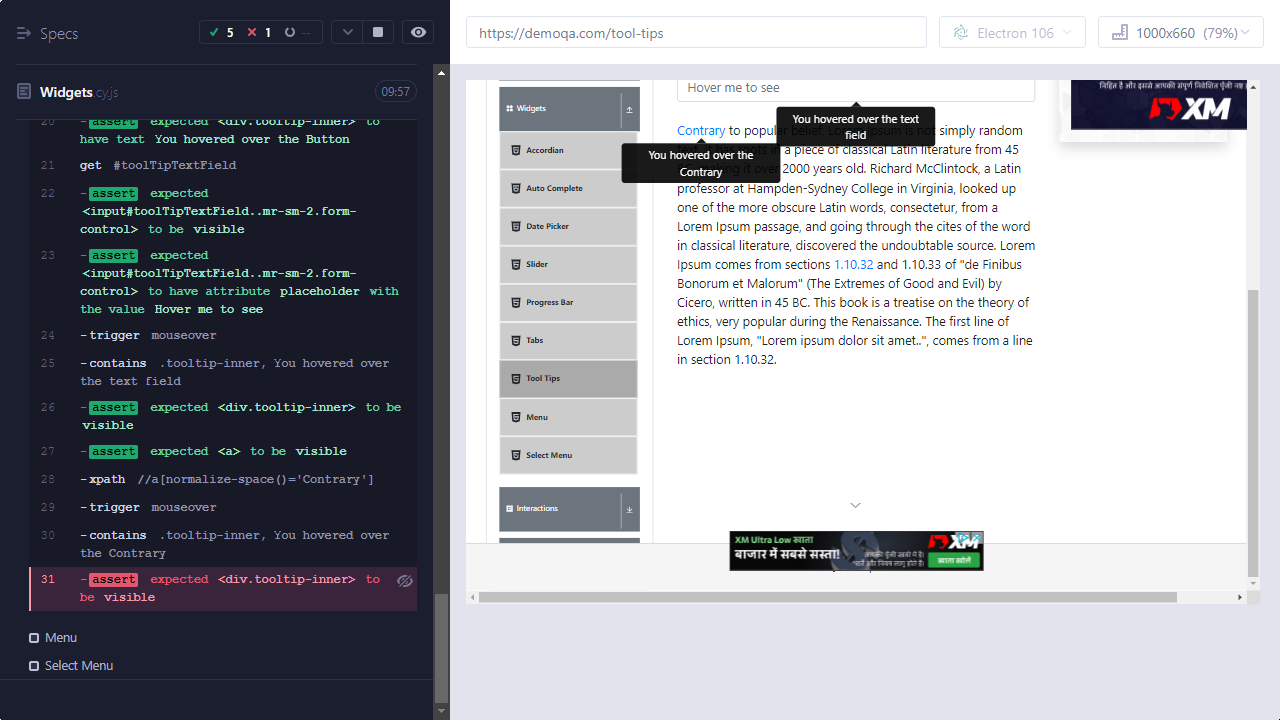 Specs
5
1
--
Widgets.cy.js
09:57
20 -assert expected <div.tooltip-inner> to
have text You hovered over the Button
21 get #toolTipTextField
22 -assert expected
<input#toolTipTextField..mr-sm-2.form-
control> to be visible
23 -assert expected
<input#toolTipTextField..mr-sm-2.form-
control> to have attribute placeholder with
the value Hover me to see
24 -trigger mouseover
25 -contains .tooltip-inner, You hovered over
the text field
26 -assert expected <div.tooltip-inner> to be
visible
27 -assert expected <a> to be visible
28 -xpath //a[normalize-space()='Contrary']
29 -trigger mouseover
30 -contains .tooltip-inner, You hovered over
the Contrary
31 -assert expected <div.tooltip-inner> to
be visible
Menu
Select Menu
https://demoqa.com/tool-tips
Electron 106
1000x660 (79%)
Widgets
Accordian
Auto Complete
Date Picker
Slider
Progress Bar
Tabs
Tool Tips
Menu
Select Menu
Interactions
Hover me to see
You hovered over the text
field
You hovered over the
Contrary
Contrary to popular belief, Lorem Ipsum is not simply random
a piece of classical Latin literature from 45
2000 years old. Richard McClintock, a Latin
professor at Hampden-Sydney College in Virginia, looked up
one of the more obscure Latin words, consectetur, from a
Lorem Ipsum passage, and going through the cites of the word
in classical literature, discovered the undoubtable source. Lorem
Ipsum comes from sections 1.10.32 and 1.10.33 of "de Finibus
Bonorum et Malorum" (The Extremes of Good and Evil) by
Cicero, written in 45 BC. This book is a treatise on the theory of
ethics, very popular during the Renaissance. The first line of
Lorem Ipsum, "Lorem ipsum dolor sit amet..", comes from a line
in section 1.10.32.
XM
XM Ultra Low खाता
बाजार में सबसे सस्ता!
XM
खाता खोलें